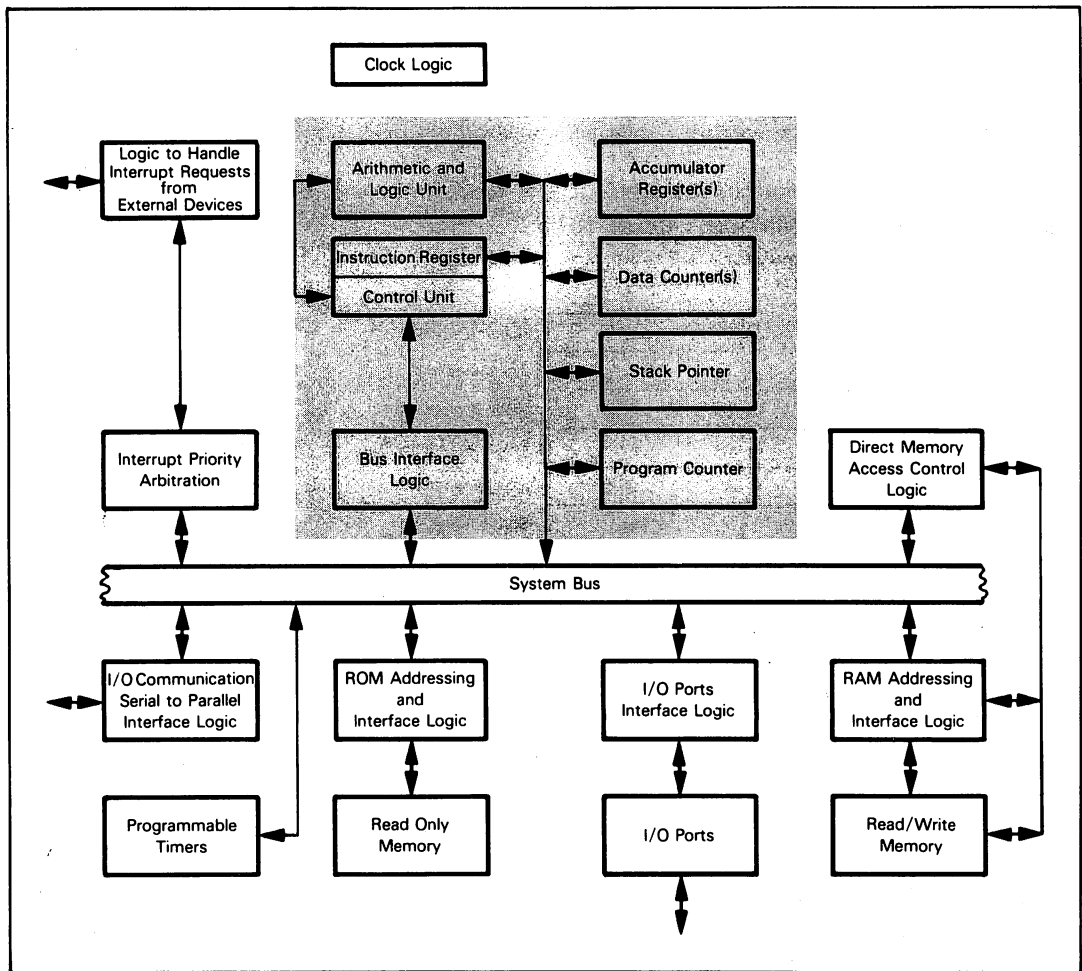 Clock Logic
Logic to Handle
Interrupt Requests
from
External Devices
Arithmetic and
Logic Unit
Accumulator
Register(s)
Instruction Register
Control Unit
Data Counter(s)
Stack Pointer
Interrupt Priority
Arbitration
Bus Interface
Logic
Program Counter
Direct Memory
Access Control
Logic
System Bus
I/O Communication
Serial to Parallel
Interface Logic
ROM Addressing
and
Interface Logic
I/O Ports
Interface Logic
RAM Addressing
and
Interface Logic
Programmable
Timers
Read Only
Memory
I/O Ports
Read/Write
Memory